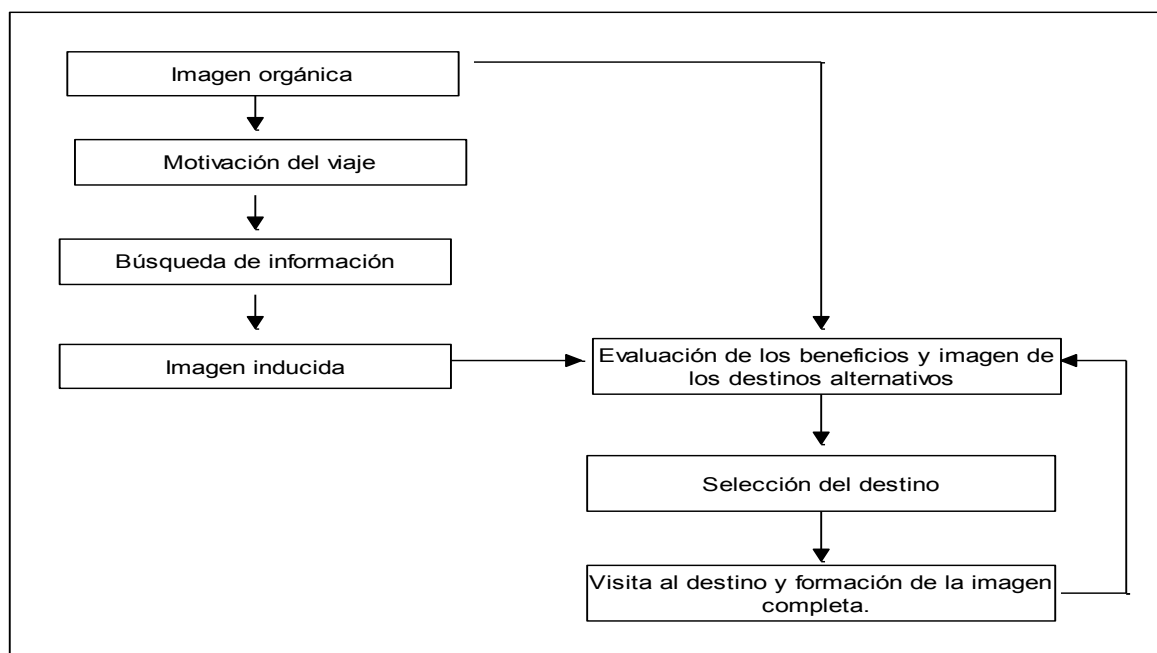 Imagen orgánica
Motivación del viaje
Búsqueda de información
Imagen inducida
Evaluación de los beneficios y imagen de
los destinos alternativos
Selección del destino
Visita al destino y formación de la imagen
completa.